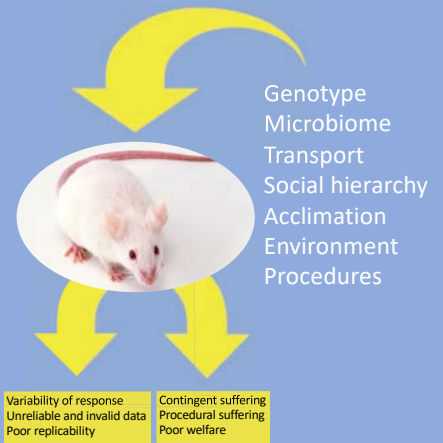 Genotype
Microbiome
Transport
Social hierarchy
Acclimation
Environment
Procedures
Variability of response
Unreliable and invalid data
Poor replicability
Contingent suffering
Procedural suffering
Poor welfare